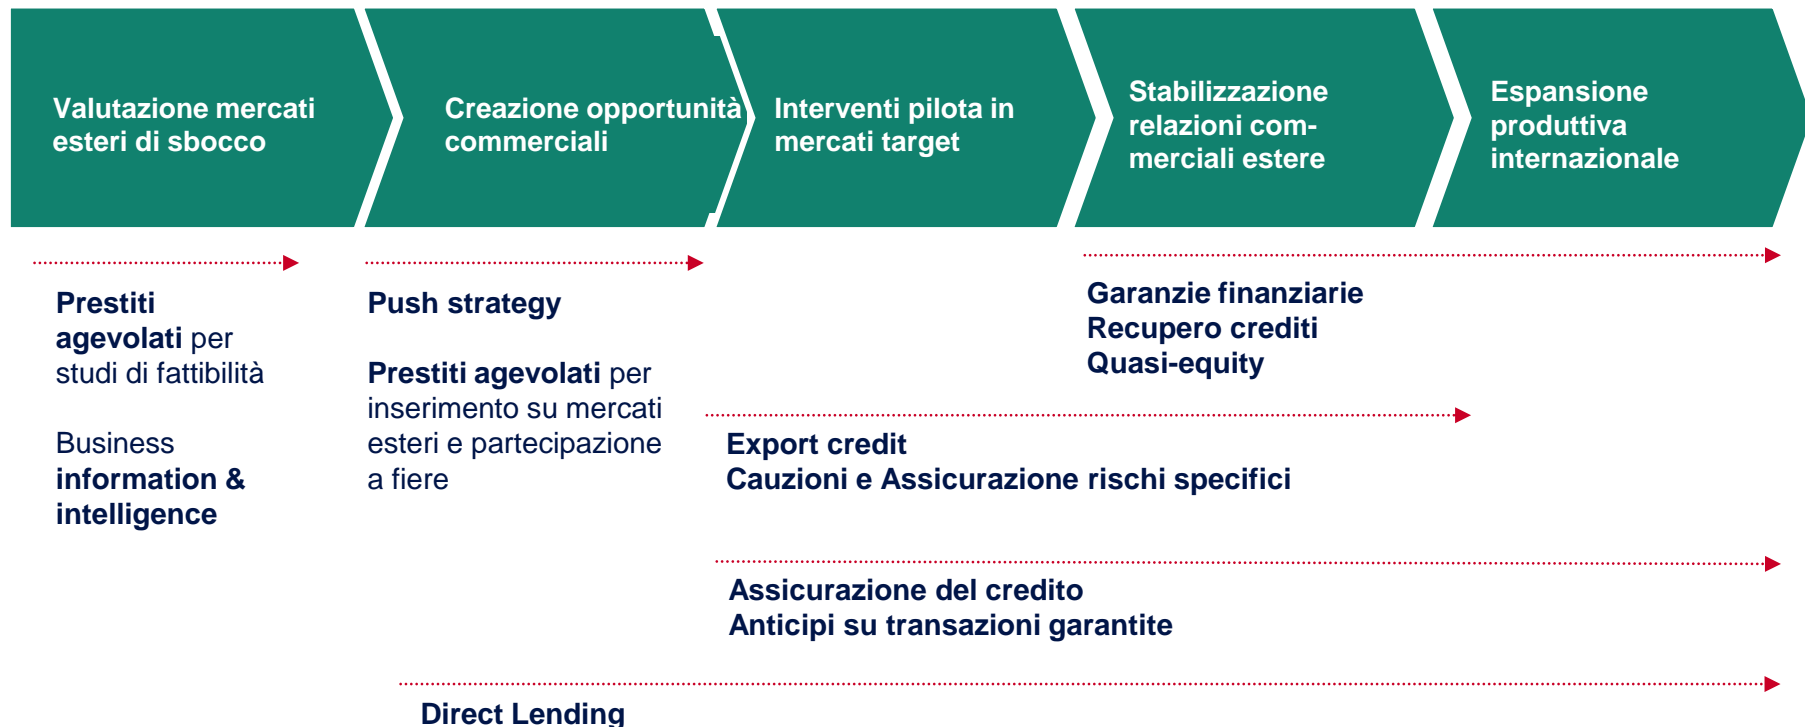 Valutazione mercati
esteri di sbocco
Creazione opportunità
commerciali
Interventi pilota in
mercati target
Stabilizzazione
relazioni com-
merciali estere
Espansione
produttiva
internazionale
Prestiti
agevolati per
studi di fattibilità
Business
information &
intelligence
Push strategy
Prestiti agevolati per
inserimento su mercati
esteri e partecipazione
a fiere
Garanzie finanziarie
Recupero crediti
Quasi-equity
Export credit
Cauzioni e Assicurazione rischi specifici
Assicurazione del credito
Anticipi su transazioni garantite
Direct Lending